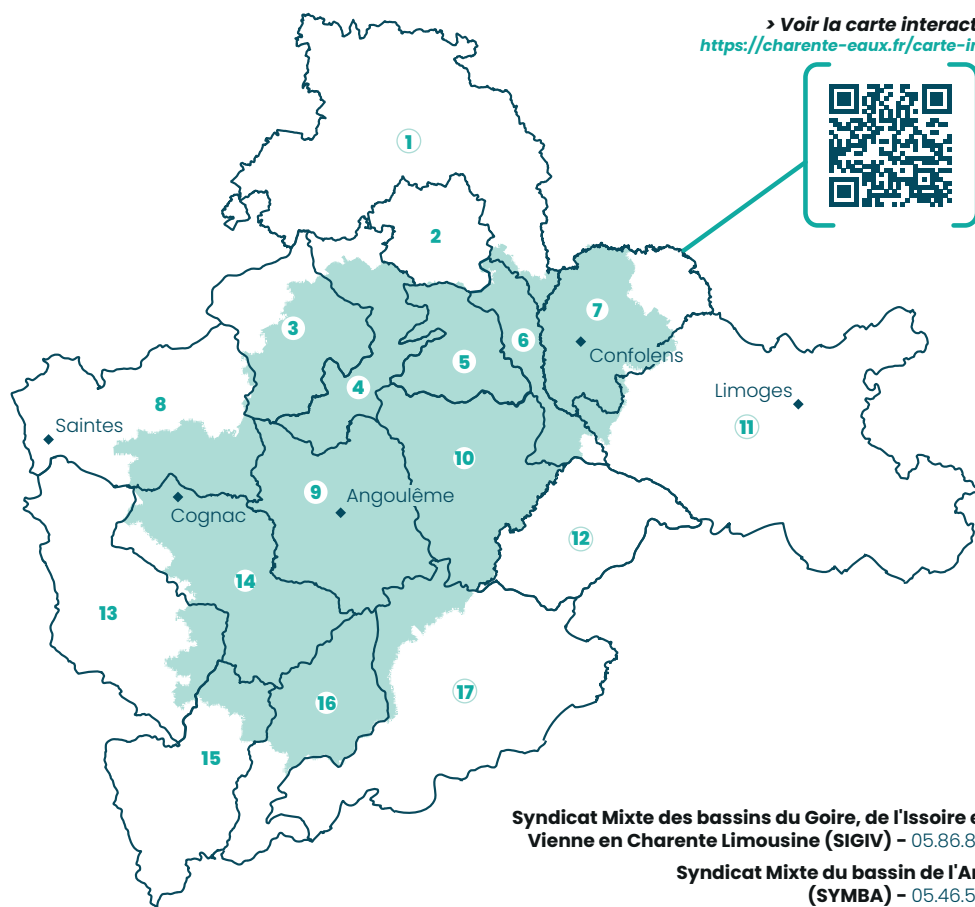 > Voir la carte interact
https://charente-eaux.fr/carte-in
1
2
3
7
6
5
Confolens
4
Limoges
8
11
Saintes
10
9
Angoulême
Cognac
12
14
13
17
16
15
Syndicat Mixte des bassins du Goire, de l'Issoire e
Vienne en Charente Limousine (SIGIV) - 05.86.8
Syndicat Mixte du bassin de l'A
(SYMBA) - 05.46.5